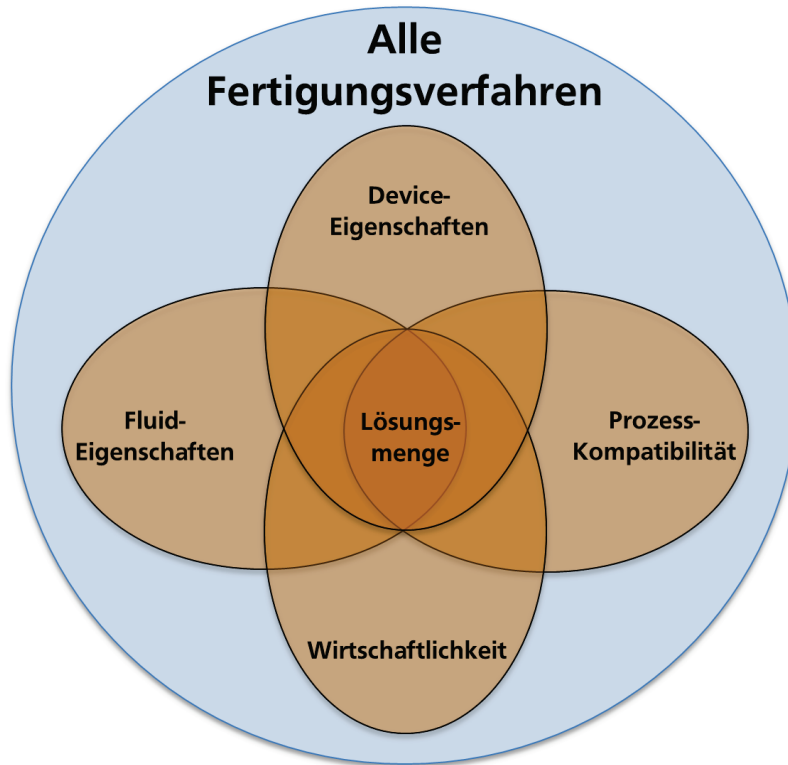 Alle
Fertigungsverfahren
Device-
Eigenschaften
Fluid-
Eigenschaften
Lösungs-
menge
Prozess-
Kompatibilität
Wirtschaftlichkeit